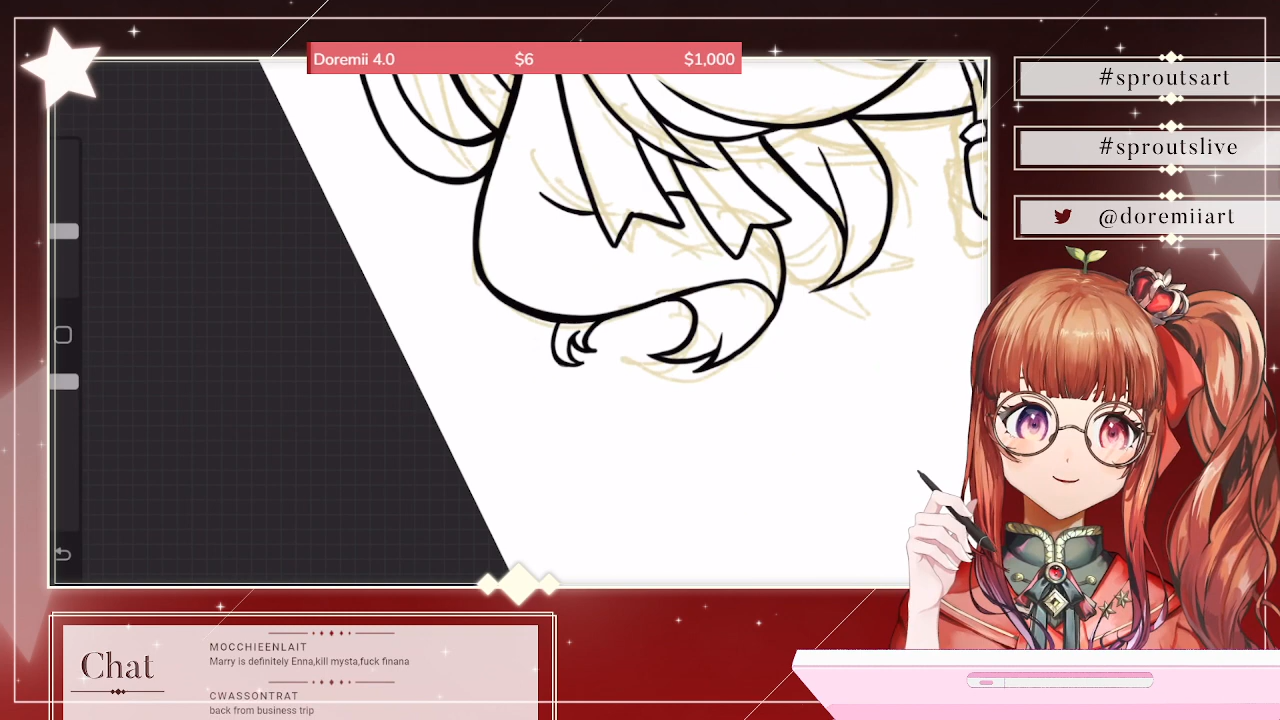 Doremii 4.0 $6 $1,000
#sproutsart
#sproutslive
@doremiiart
Chat
MOCCHIEENLAIT
Marry is definitely Enna,kill mysta,fuck finana
CWASSONTRAT
back from business trip